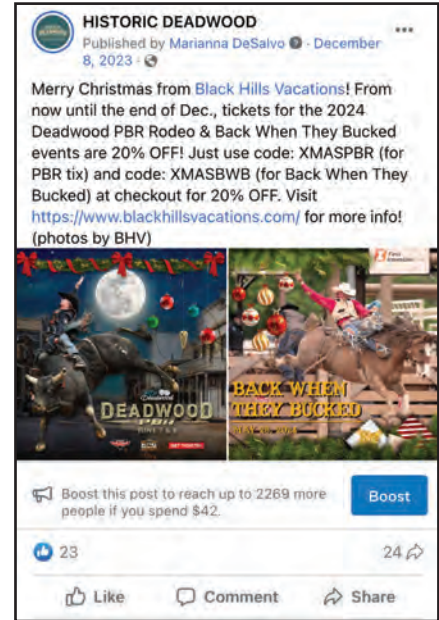 HISTORIC DEADWOOD
Published by Marianna DeSalvo · December
8, 2023 ·
Merry Christmas from Black Hills Vacations! From
now until the end of Dec., tickets for the 2024
Deadwood PBR Rodeo & Back When They Bucked
events are 20% OFF! Just use code: XMASPBR (for
PBR tix) and code: XMASBWB (for Back When They
Bucked) at checkout for 20% OFF. Visit
https://www.blackhillsvacations.com/ for more info!
(photos by BHV)
DEADWOOD
PBR
BACK WHEN
THEY BUCKED
Boost this post to reach up to 2269 more
people if you spend $42.
Boost
23
24
Like
Comment
Share